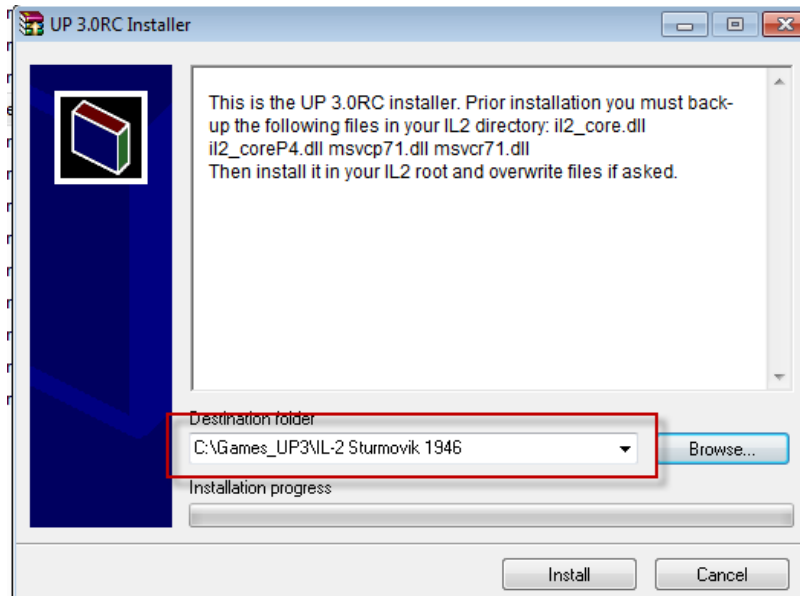 UP 3.0RC Installer
This is the UP 3.0RC installer. Prior installation you must back-
up the following files in your IL2 directory: il2_core.dll
il2_coreP4.dll msvcp71.dll msvcr71.dll
Then install it in your IL2 root and overwrite files if asked.
Destination folder
C:\Games_UP3\IL-2 Sturmovik 1946
Browse...
Installation progress
Install
Cancel